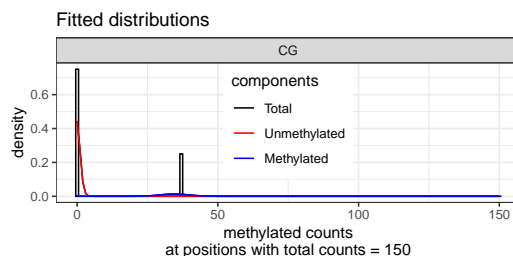 Fitted distributions
CG
components
Total
Unmethylated
Methylated
density
0.6
0.4
0.2
0.0
0
50
100
150
methylated counts
at positions with total counts = 150